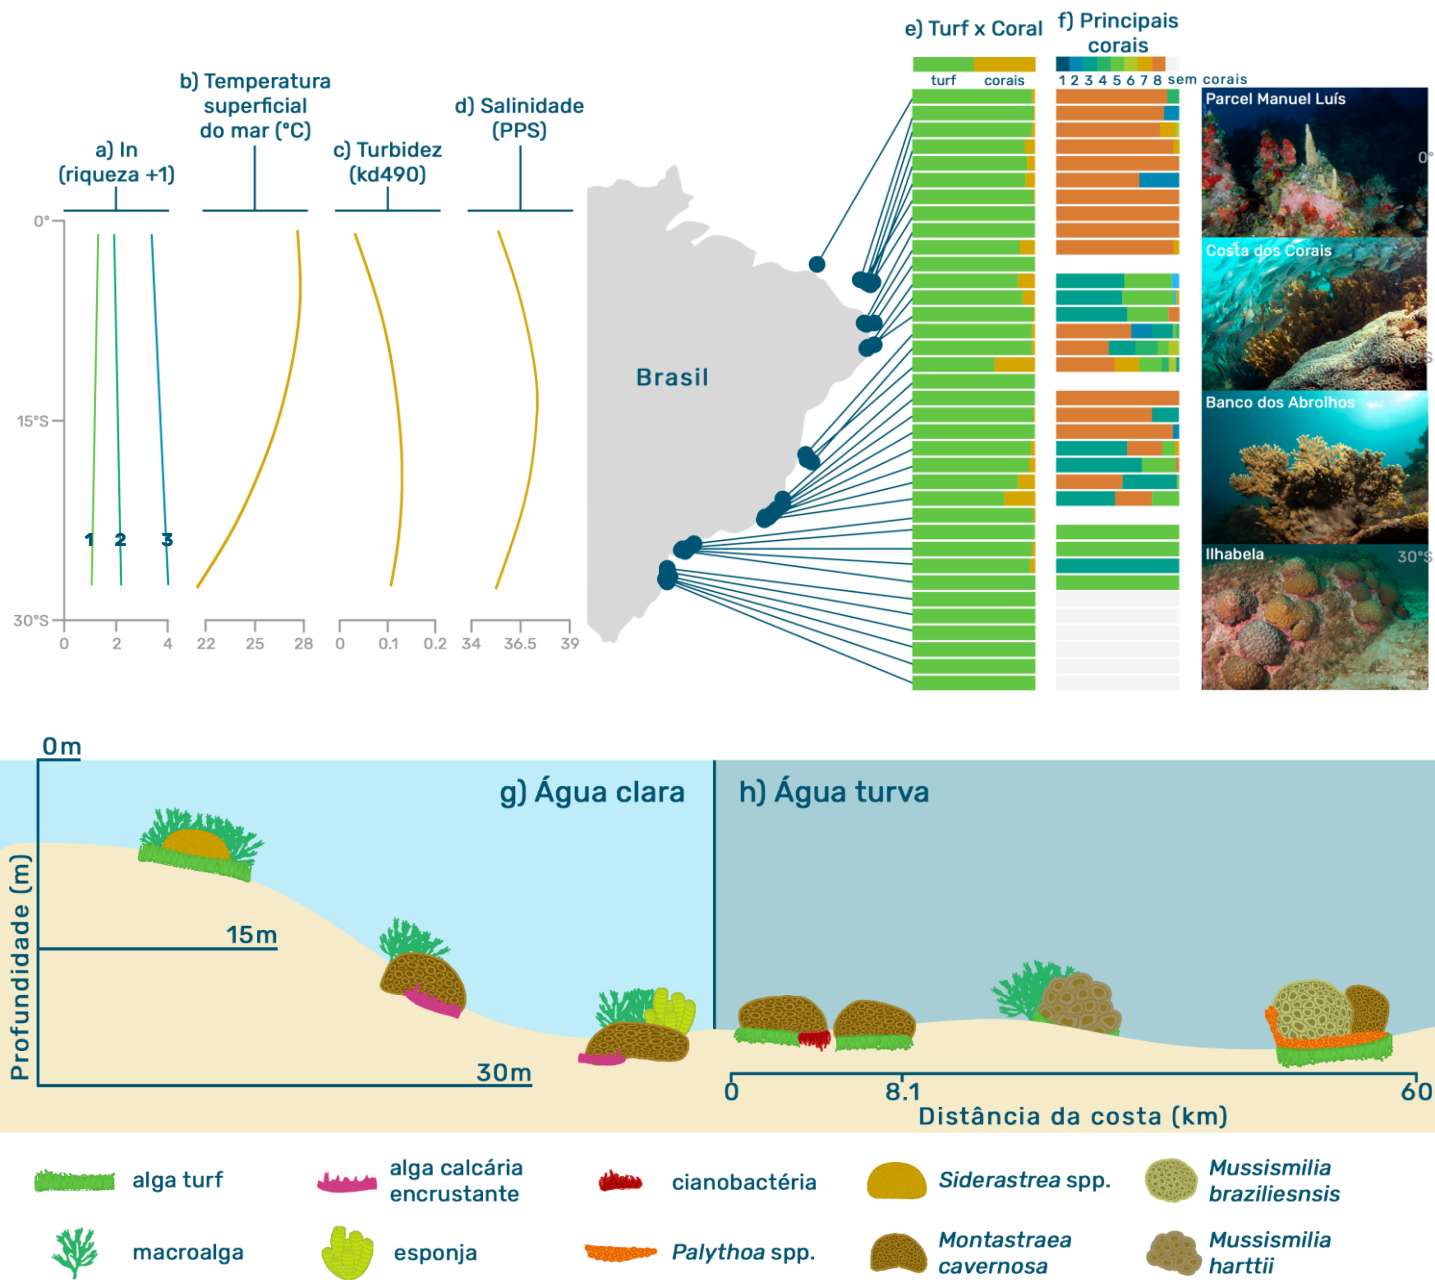 e) Turf x Coral
f) Principais
corais
turf
corais
1 2 3 4 5 6 7 8 sem corais
b) Temperatura
superficial
do mar (°C)
d) Salinidade
(PPS)
a) In
(riqueza +1)
c) Turbidez
(kd490)
0°
15°S
30°S
1
2
3
0 2 4
22 25 28
0 0.1 0.2
34 36.5 39
Brasil
Parcel Manuel Luís
0°
Costa dos Corais
15°S
Banco dos Abrolhos
Ilhabela
30°S
0m
g) Água clara
h) Água turva
Profundidade (m)
15m
30m
0 8.1 60
Distância da costa (km)
alga turf
alga calcária
encrustante
cianobactéria
Siderastrea spp.
Mussismilia
braziliesnsis
macroalga
esponja
Palythoa spp.
Montastraea
cavernosa
Mussismilia
harttii